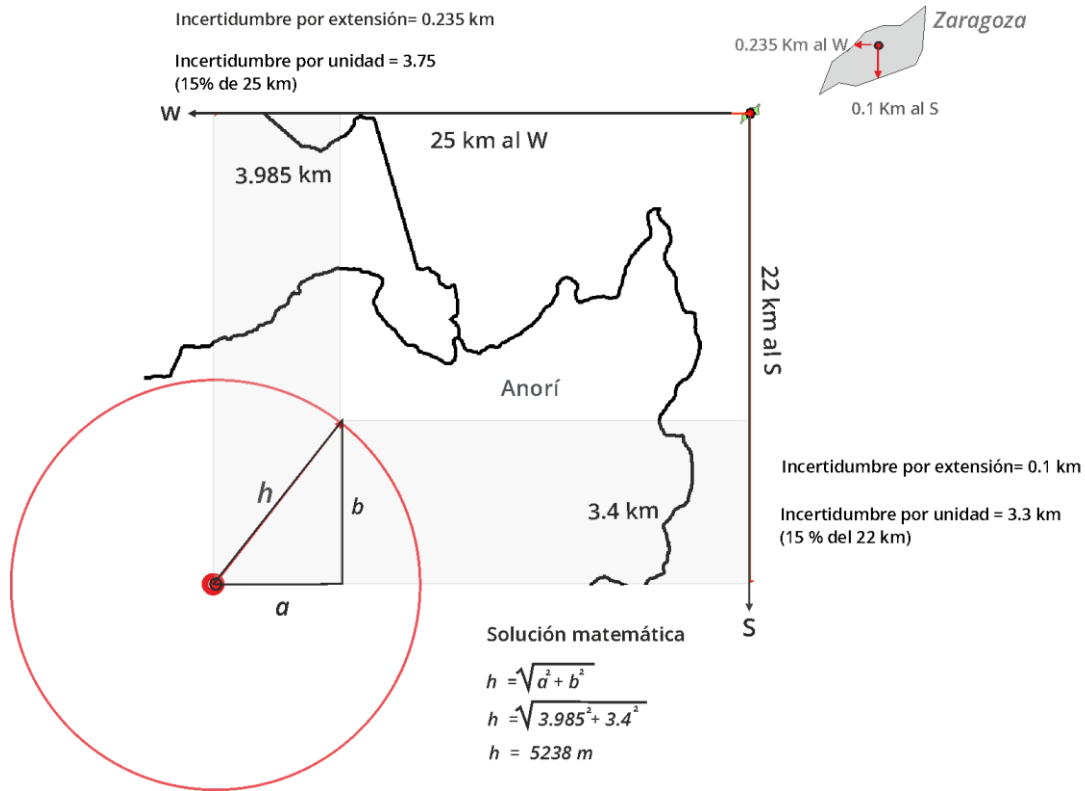 Incertidumbre por extensión= 0.235 km
Zaragoza
0.235 Km al W
Incertidumbre por unidad = 3.75
(15% de 25 km)
0.1 Km al S
W
25 km al W
3.985 km
22 km al S
Anorí
Incertidumbre por extensión= 0.1 km
h
b
3.4 km
Incertidumbre por unidad = 3.3 km
(15 % del 22 km)
a
S
Solución matemática
h =√a² + b²
h =√3.985²+ 3.4²
h = 5238 m